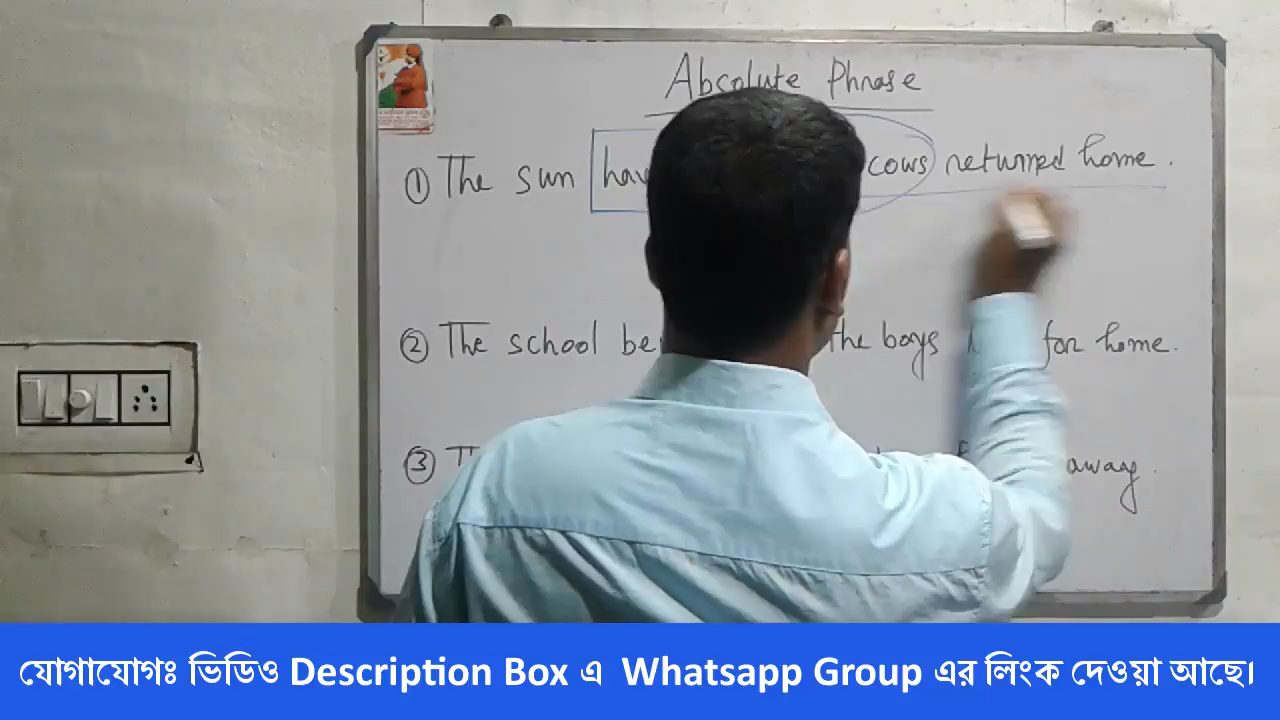 Absolute Phrase
① The sun hav cows returned home.
② The school be the boys for home.
③ away.
যোগাযোগঃ ভিডিও Description Box এ Whatsapp Group এর লিংক দেওয়া আছে।